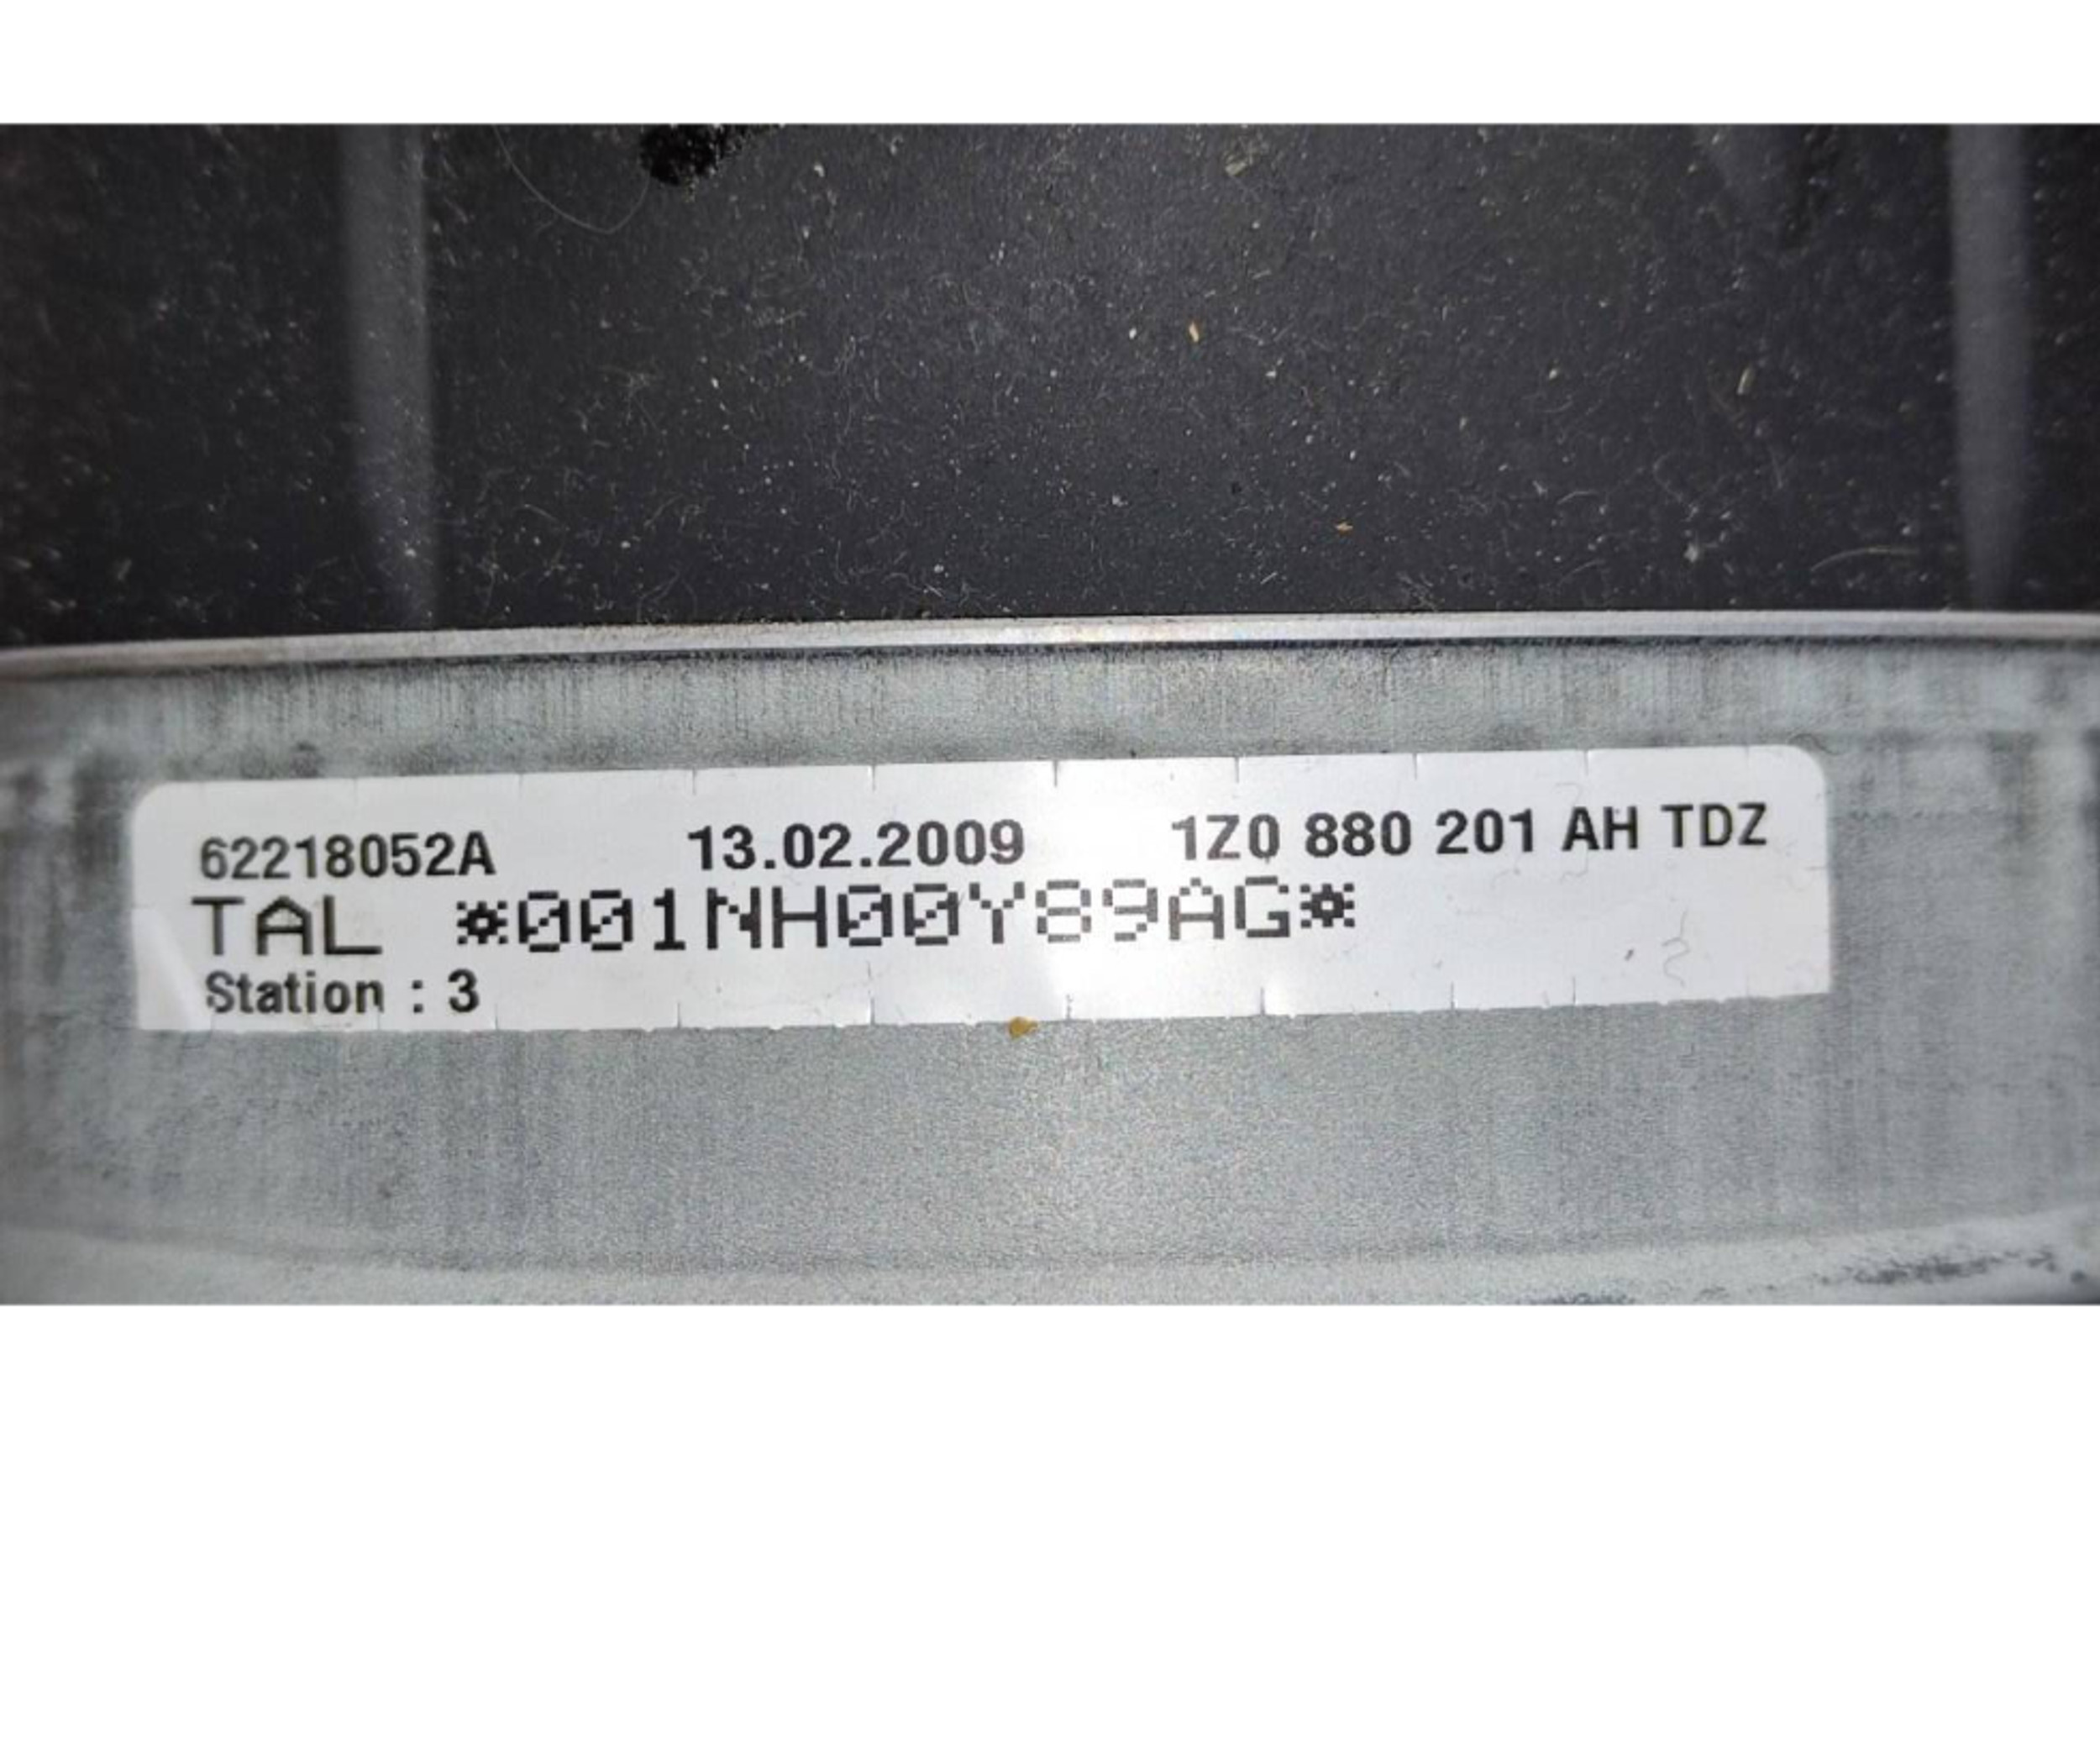 62218052A 13.02.2009 1Z0 880 201 AH TDZ
TAL *001NH00Y89AG*
Station : 3